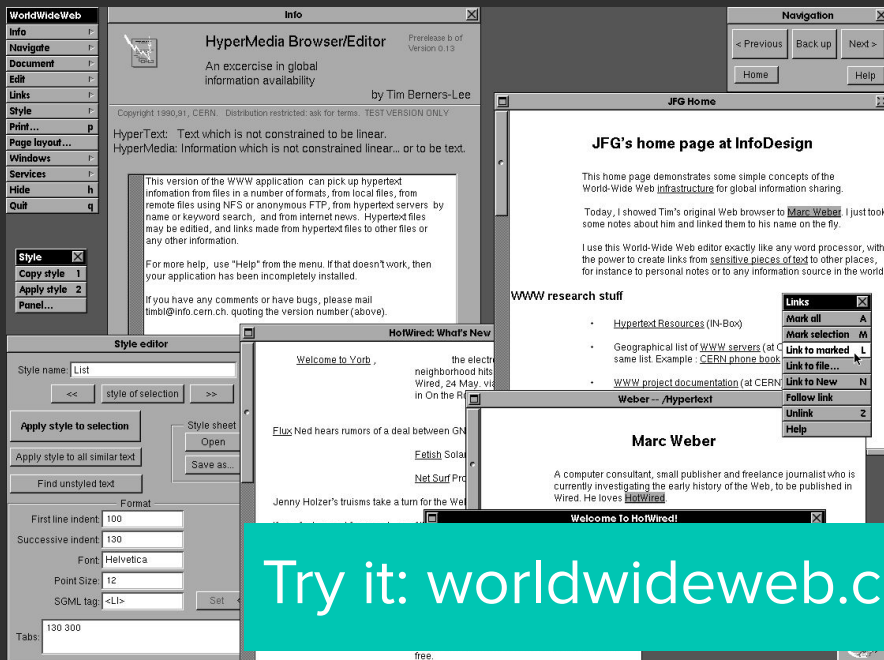 WorldWideWeb
Info
Navigate
Document
Edit
Links
Style
Print... p
Page layout...
Windows
Services
Hide h
Quit q
Style
Copy style 1
Apply style 2
Panel...
Info
HyperMedia Browser/Editor
Prerelease b of
Version 0.13
An excercise in global
information availability
by Tim Berners-Lee
Copyright 1990,91, CERN. Distribution restricted: ask for terms. TEST VERSION ONLY
HyperText: Text which is not constrained to be linear.
HyperMedia: Information which is not constrained linear... or to be text.
This version of the WWW application can pick up hypertext
infomation from files in a number of formats, from local files, from
remote files using NFS or anonymous FTP, from hypertext servers by
name or keyword search, and from internet news. Hypertext files
may be edited, and links made from hypertext files to other files or
any other information.
For more help, use "Help" from the menu. If that doesn't work, then
your application has been incompletely installed.
If you have any comments or have bugs, please mail
timbl@info.cern.ch. quoting the version number (above).
Navigation
< Previous Back up Next >
Home Help
JFG Home
JFG's home page at InfoDesign
This home page demonstrates some simple concepts of the
World-Wide Web infrastructure for global information sharing.
Today, I showed Tim's original Web browser to Marc Weber. I just took
some notes about him and linked them to his name on the fly.
I use this World-Wide Web editor exactly like any word processor, with
the power to create links from sensitive pieces of text to other places,
for instance to personal notes or to any information source in the world
WWW research stuff
• Hypertext Resources (IN-Box)
• Geographical list of WWW servers (at C
same list. Example : CERN phone book
• WWW project documentation (at CERN
Links
Mark all A
Mark selection M
Link to marked L
Link to file...
Link to New N
Follow link
Unlink Z
Help
Style editor
Style name: List
<< style of selection >>
Apply style to selection
Style sheet
Open
Apply style to all similar text
Save as...
Find unstyled text
Format
First line indent: 100
Successive indent: 130
Font: Helvetica
Point Size: 12
SGML tag: <LI> Set
Tabs: 130 300
HotWired: What's New
Welcome to Yorb , the electro
neighborhood hits
Wired, 24 May. via
in On the R
Flux Ned hears rumors of a deal between GN
Fetish Sola
Net Surf Pro
Jenny Holzer's truisms take a turn for the We
free.
Weber -- /Hypertext
Marc Weber
A computer consultant, small publisher and freelance journalist who is
currently investigating the early history of the Web, to be published in
Wired. He loves HotWired.
Welcome To HotWired!
Try it: worldwideweb.c